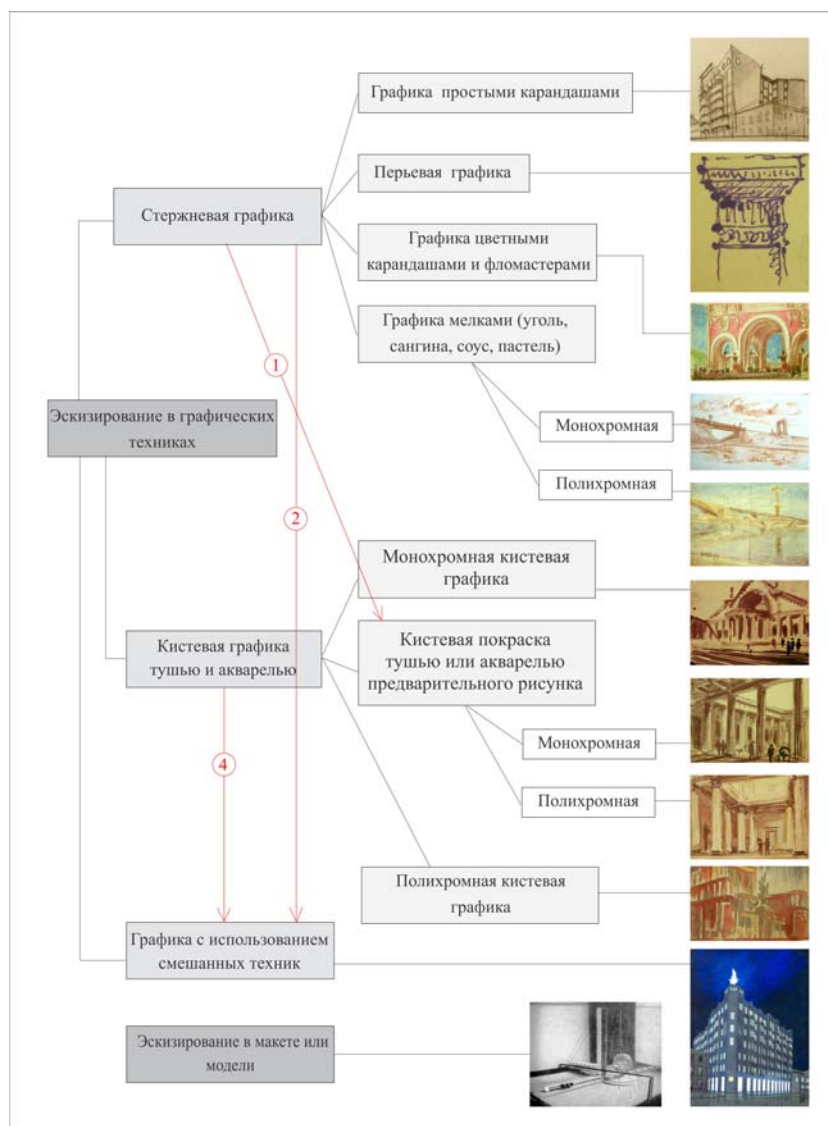 Графика простыми карандашами
Перьевая графика
Стержневая графика
Графика цветными
карандашами и фломастерами
Графика мелками (уголь,
сангина, соус, пастель)
1
Эскизирование в графических
техниках
Монохромная
Полихромная
2
Монохромная кистевая
графика
Кистевая графика
тушью и акварелью
Кистевая покраска
тушью или акварелью
предварительного рисунка
Монохромная
4
Полихромная
Полихромная кистевая
графика
Графика с использованием
смешанных техник
Эскизирование в макете или
модели